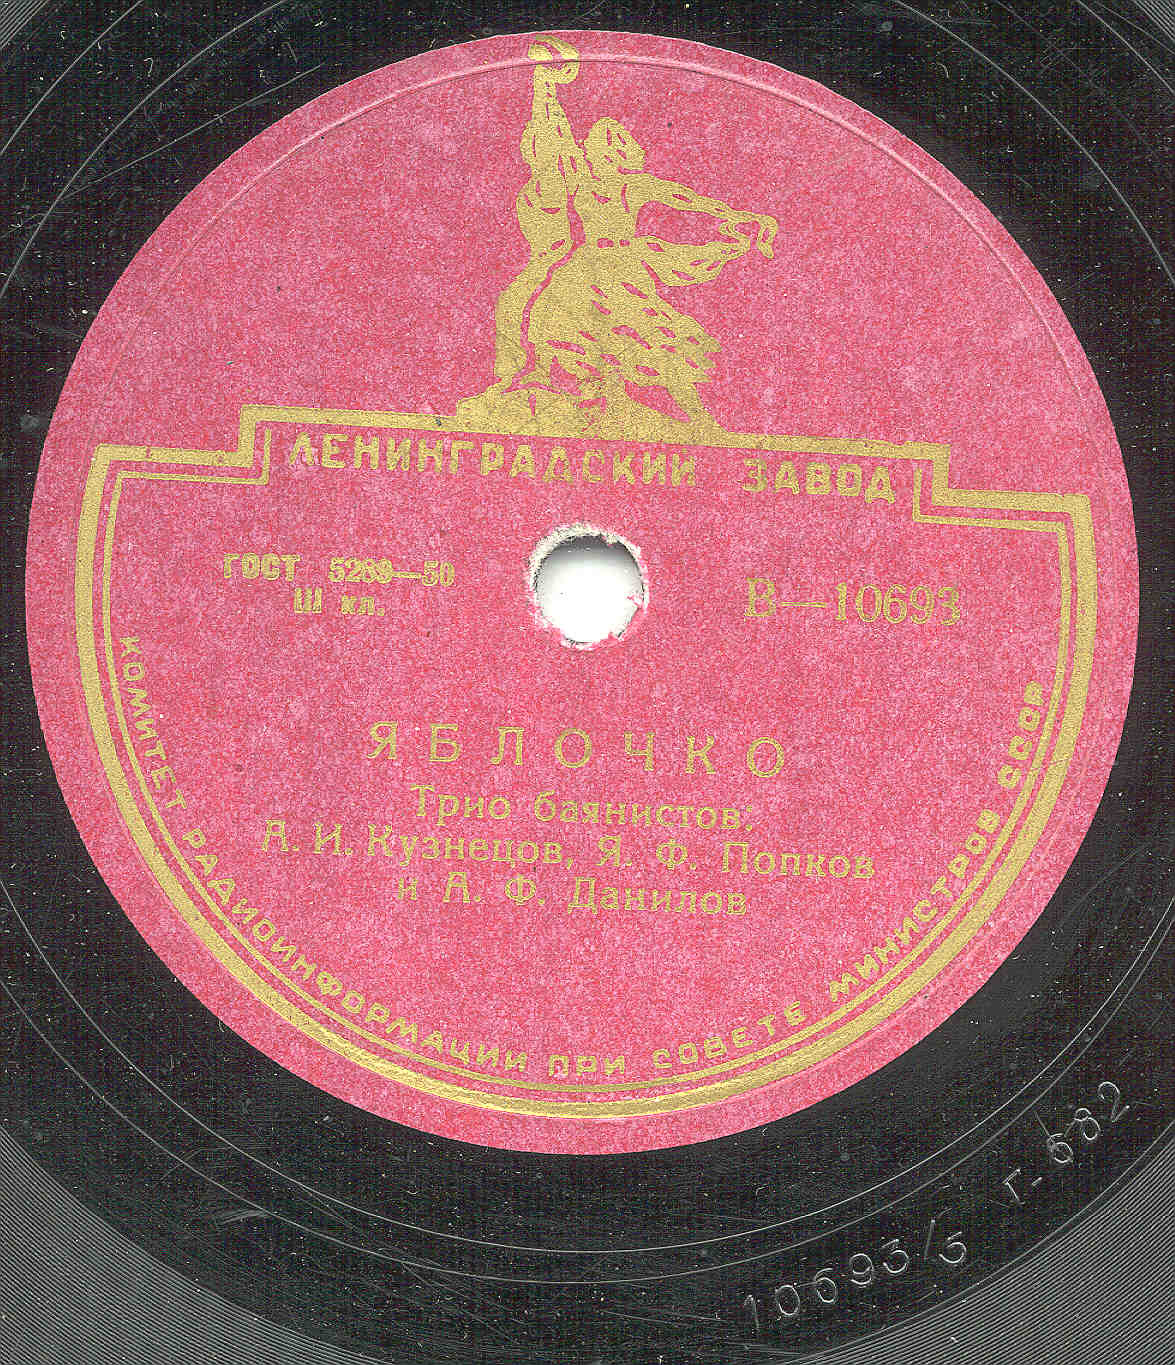 ЛЕНИНГРАДСКИЙ ЗАВОД
ГОСТ 5289—50
Ш кл.
В—10693
ЯБЛОЧКО
Трио баянистов:
А. И. Кузнецов, Я. Ф. Попков
и А. Ф. Данилов
КОМИТЕТ РАДИОИНФОРМАЦИИ ПРИ СОВЕТЕ МИНИСТРОВ СССР
10693/5 Г-682